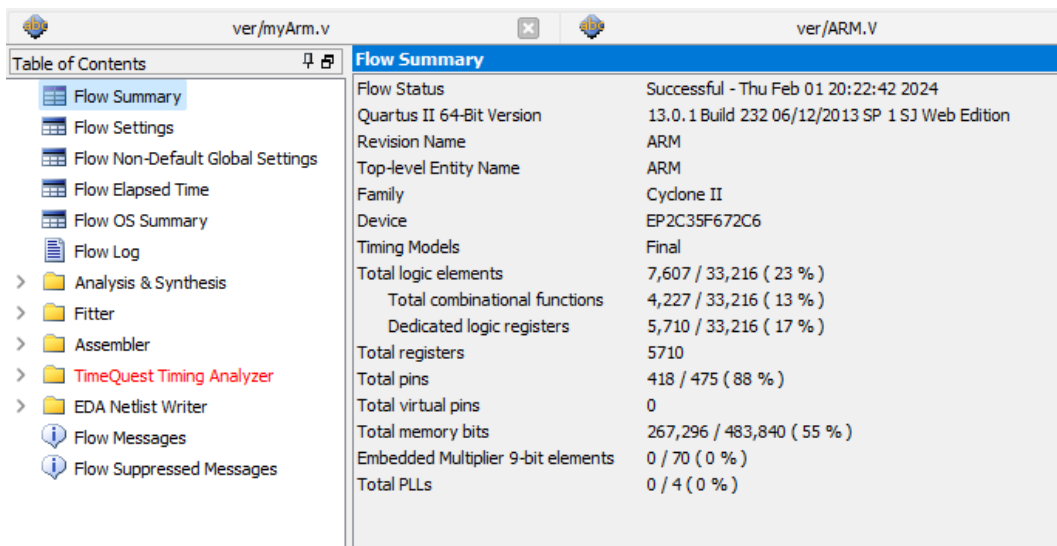 ver/myArm.v
ver/ARM.V
Table of Contents
Flow Summary
Flow Settings
Flow Non-Default Global Settings
Flow Elapsed Time
Flow OS Summary
Flow Log
Analysis & Synthesis
Fitter
Assembler
TimeQuest Timing Analyzer
EDA Netlist Writer
Flow Messages
Flow Suppressed Messages
Flow Summary
Flow Status Successful - Thu Feb 01 20:22:42 2024
Quartus II 64-Bit Version 13.0.1 Build 232 06/12/2013 SP 1 SJ Web Edition
Revision Name ARM
Top-level Entity Name ARM
Family Cyclone II
Device EP2C35F672C6
Timing Models Final
Total logic elements 7,607 / 33,216 ( 23 % )
Total combinational functions 4,227 / 33,216 ( 13 % )
Dedicated logic registers 5,710 / 33,216 ( 17 % )
Total registers 5710
Total pins 418 / 475 ( 88 % )
Total virtual pins 0
Total memory bits 267,296 / 483,840 ( 55 % )
Embedded Multiplier 9-bit elements 0 / 70 ( 0 % )
Total PLLs 0 / 4 ( 0 % )